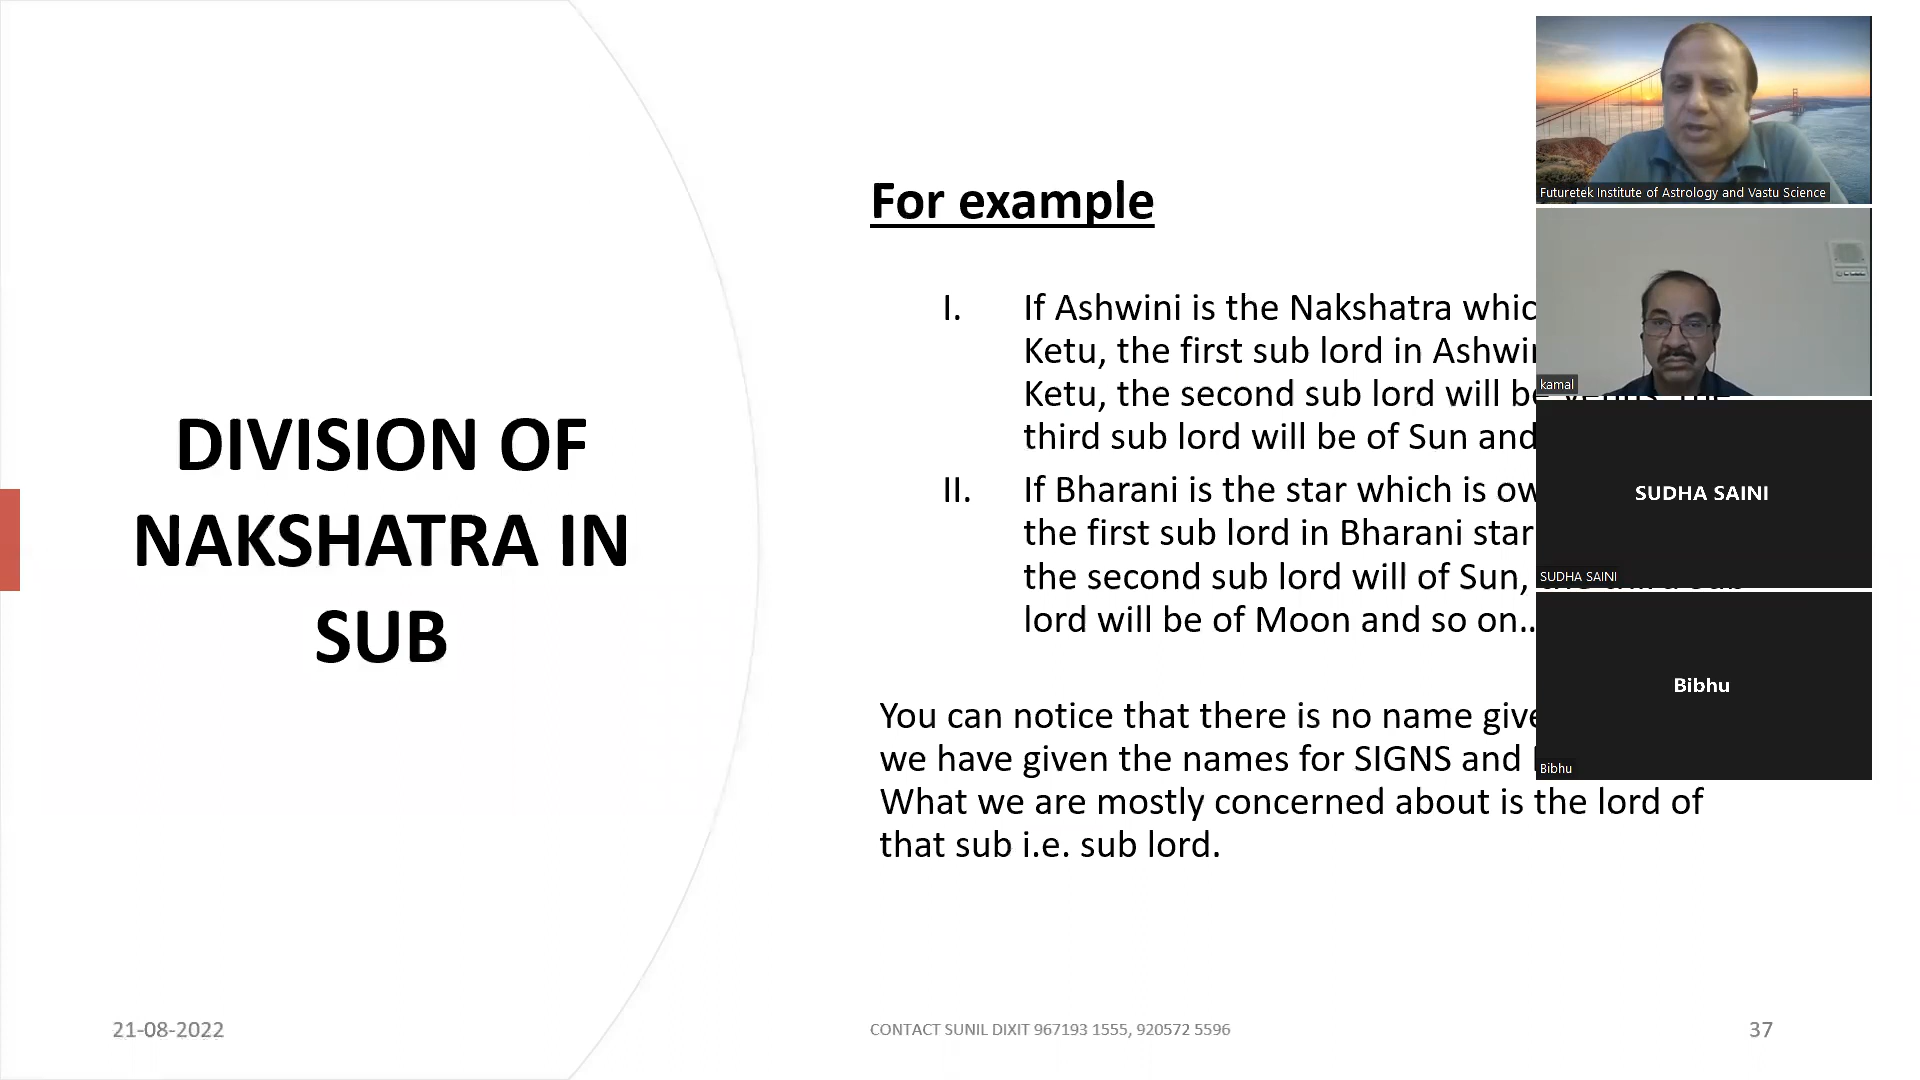 DIVISION OF
NAKSHATRA IN
SUB
For example
I. If Ashwini is the Nakshatra
Ketu, the first sub lord in
Ketu, the second sub lord will
third sub lord will be of Sun and
II. If Bharani is the star which is
the first sub lord in Bharani star
the second sub lord will of Sun,
lord will be of Moon and so on..
You can notice that there is no name
we have given the names for SIGNS and
What we are mostly concerned about is the lord of
that sub i.e. sub lord.
21-08-2022
CONTACT SUNIL DIXIT 967193 1555, 920572 5596
37
Futuretek Institute of Astrology and Vastu Science
kamal
SUDHA SAINI
SUDHA SAINI
Bibhu
Bibhu